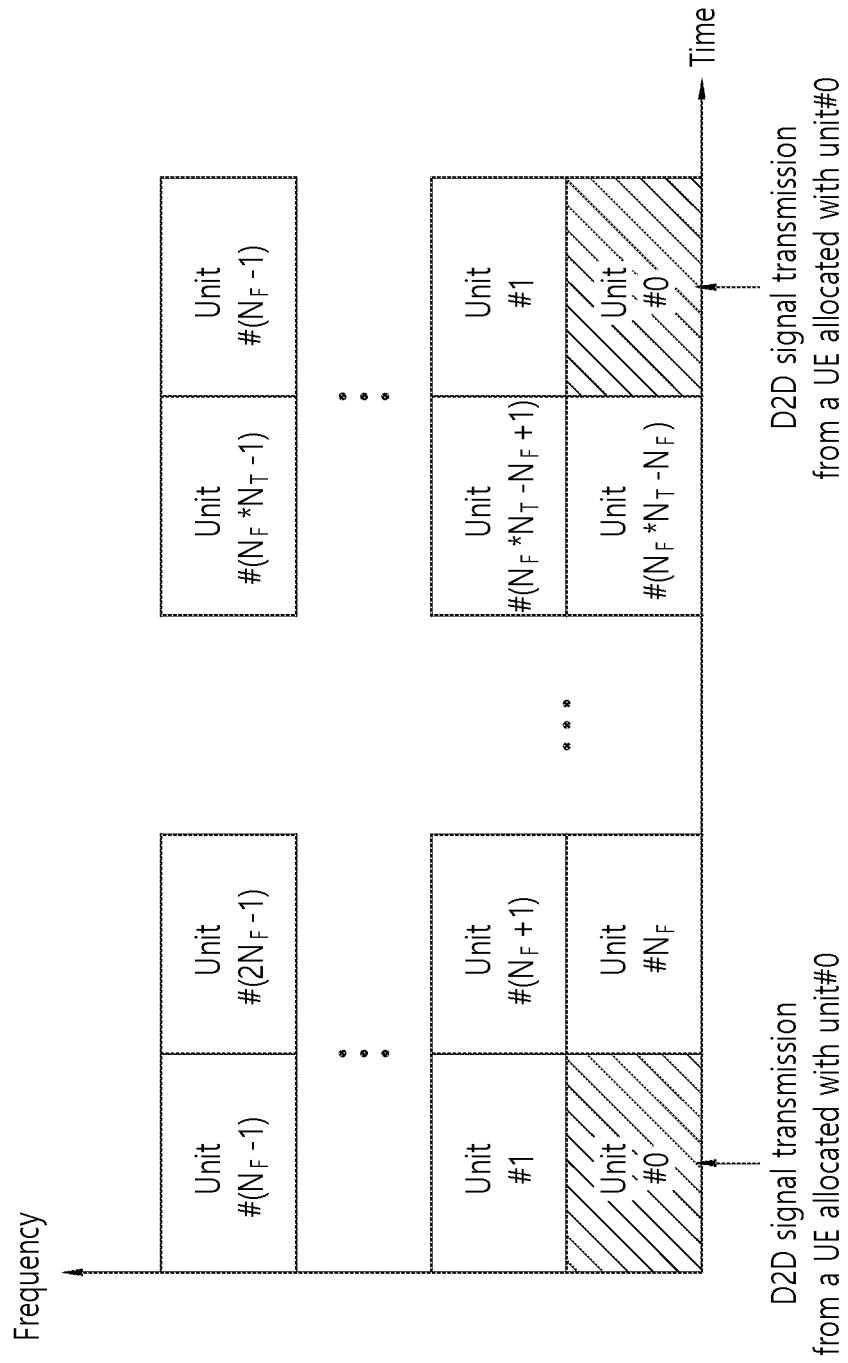 Frequency
Unit
#(N_F -1)
Unit
#(2N_F -1)
Unit
#(N_F *N_T -1)
Unit
#(N_F -1)
Unit
#1
Unit
#(N_F +1)
Unit
#(N_F *N_T -N_F +1)
Unit
#1
Unit
#0
Unit
#N_F
Unit
#(N_F *N_T -N_F)
Unit
#0
Time
D2D signal transmission
from a UE allocated with unit#0
D2D signal transmission
from a UE allocated with unit#0